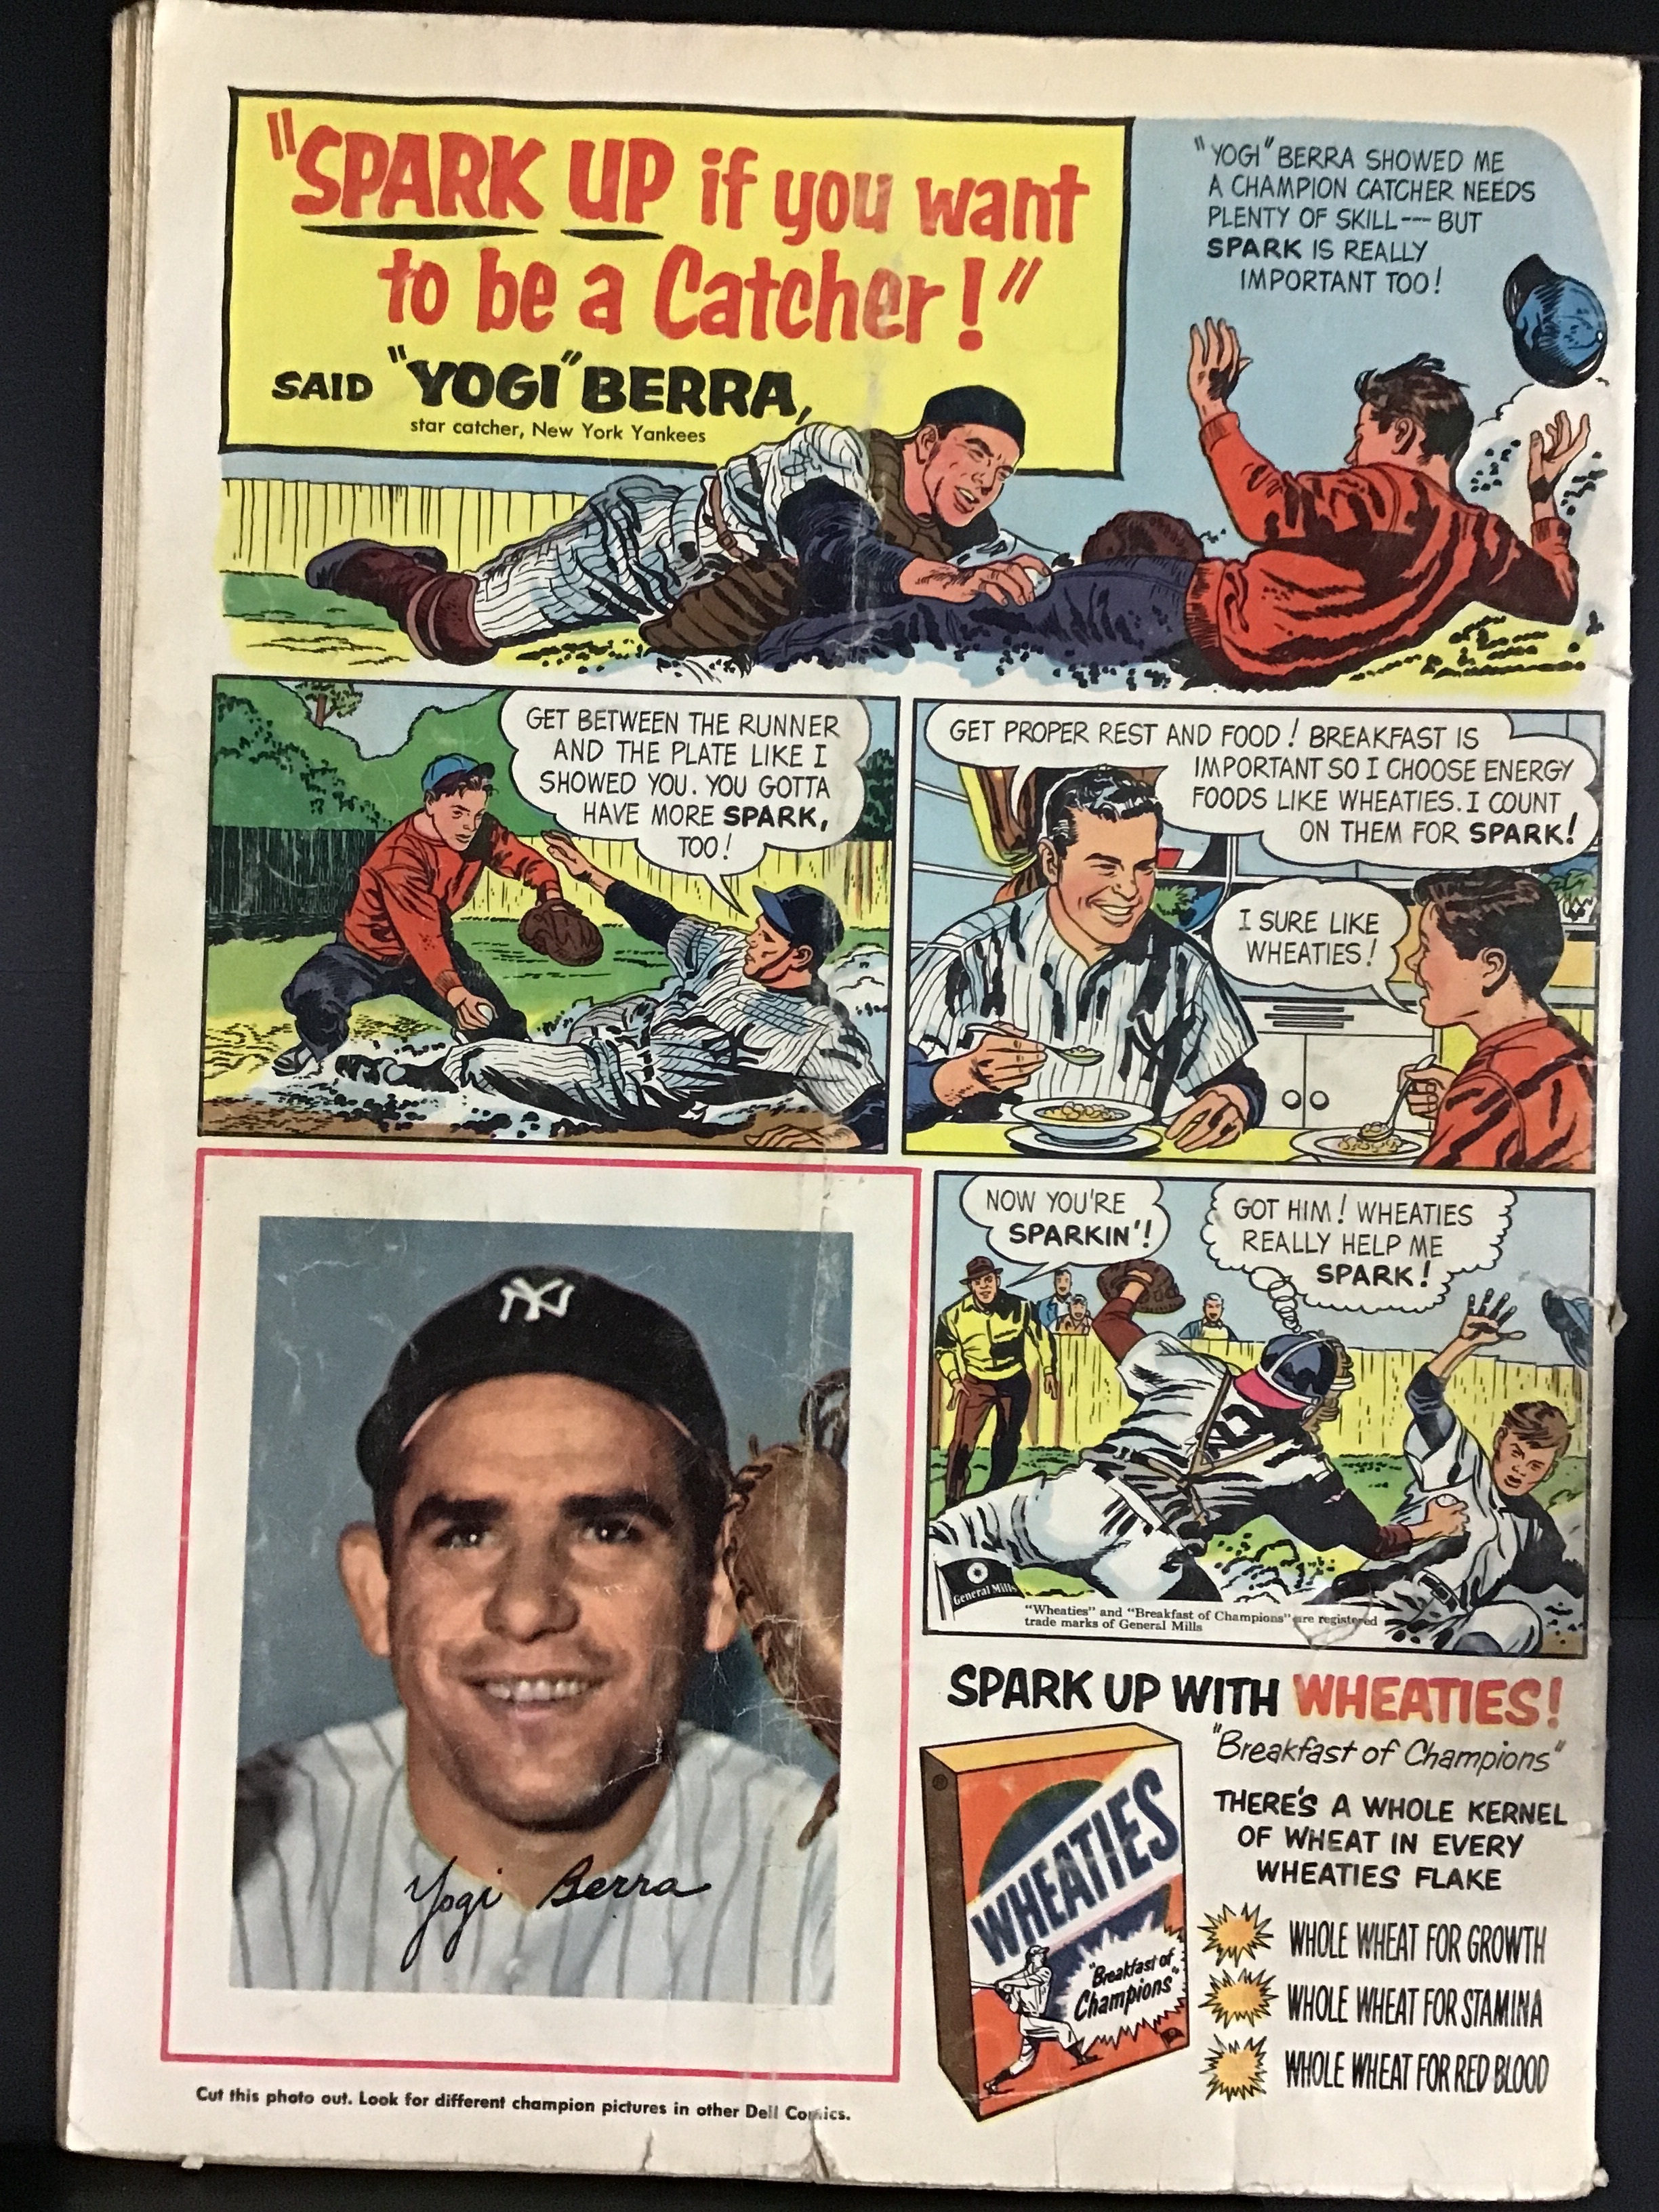 "SPARK UP if you want
to be a Catcher!"
SAID "YOGI" BERRA,
star catcher, New York Yankees
"YOGI" BERRA SHOWED ME
A CHAMPION CATCHER NEEDS
PLENTY OF SKILL--- BUT
SPARK IS REALLY
IMPORTANT TOO!
GET BETWEEN THE RUNNER
AND THE PLATE LIKE I
SHOWED YOU. YOU GOTTA
HAVE MORE SPARK,
TOO!
GET PROPER REST AND FOOD! BREAKFAST IS
IMPORTANT SO I CHOOSE ENERGY
FOODS LIKE WHEATIES. I COUNT
ON THEM FOR SPARK!
I SURE LIKE
WHEATIES!
NY
Yogi Berra
Cut this photo out. Look for different champion pictures in other Dell Comics.
NOW YOU'RE
SPARKIN'!
GOT HIM! WHEATIES
REALLY HELP ME
SPARK!
General Mills
"Wheaties" and "Breakfast of Champions" are registered
trade marks of General Mills
SPARK UP WITH WHEATIES!
"Breakfast of Champions"
THERE'S A WHOLE KERNEL
OF WHEAT IN EVERY
WHEATIES FLAKE
WHEATIES
"Breakfast of
Champions"
WHOLE WHEAT FOR GROWTH
WHOLE WHEAT FOR STAMINA
WHOLE WHEAT FOR RED BLOOD